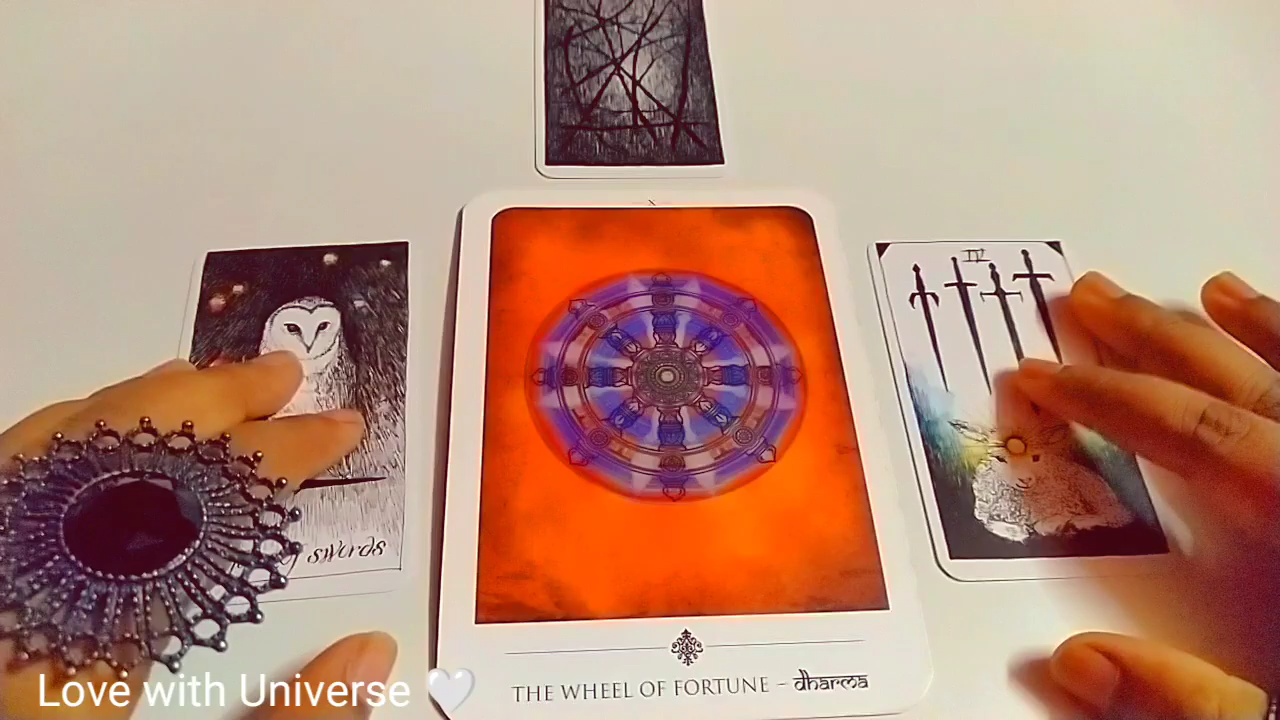 X
IV
swords
THE WHEEL OF FORTUNE – dharma
Love with Universe 🤍